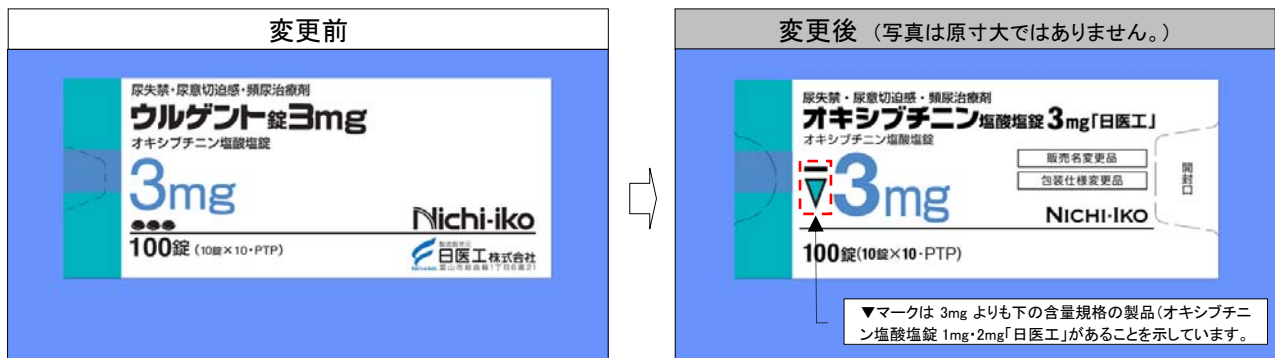 変更前
尿失禁・尿意切迫感・頻尿治療剤
ウルゲント錠3mg
オキシブチニン塩酸塩錠
3mg
100錠(10錠×10・PTP)
Nichi-iko
日医工株式会社
変更後(写真は原寸大ではありません。)
尿失禁・尿意切迫感・頻尿治療剤
オキシブチニン塩酸塩錠3mg「日医工」
オキシブチニン塩酸塩錠
3mg
販売名変更品
包装仕様変更品
開封口
NICHI-IKO
100錠(10錠×10・PTP)
▼マークは 3mg よりも下の含量規格の製品(オキシブチニ
ン塩酸塩錠 1mg・2mg「日医工」があることを示しています。